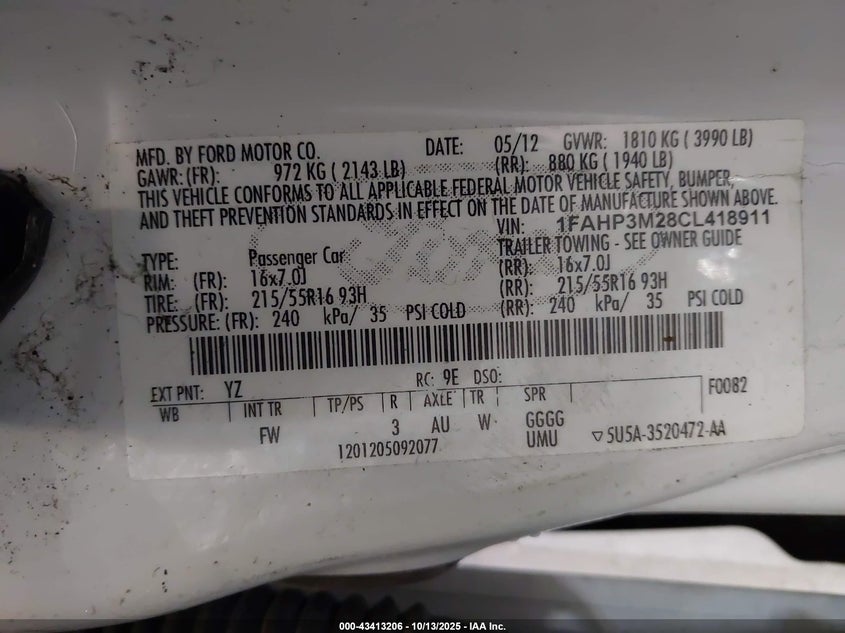 MFD. BY FORD MOTOR CO. DATE: 05/12 GVWR: 1810 KG ( 3990 LB)
GAWR: (FR): 972 KG ( 2143 LB) (RR): 880 KG ( 1940 LB)
THIS VEHICLE CONFORMS TO ALL APPLICABLE FEDERAL MOTOR VEHICLE SAFETY, BUMPER,
AND THEFT PREVENTION STANDARDS IN EFFECT ON THE DATE OF MANUFACTURE SHOWN ABOVE.
VIN: 1FAHP3M28CL418911
TYPE: Passenger Car TRAILER TOWING - SEE OWNER GUIDE
RIM: (FR): 16x7.0J (RR): 16x7.0J
TIRE: (FR): 215/55R16 93H (RR): 215/55R16 93H
PRESSURE: (FR): 240 kPa/ 35 PSI COLD (RR): 240 kPa/ 35 PSI COLD
EXT PNT: YZ RC: 9E DSO: F0082
WB INT TR TP/PS R AXLE TR SPR
FW 3 AU W GGGG
UMU
1201205092077 ▽ 5U5A-3520472-AA
000-43413206 - 10/13/2025 - IAA Inc.